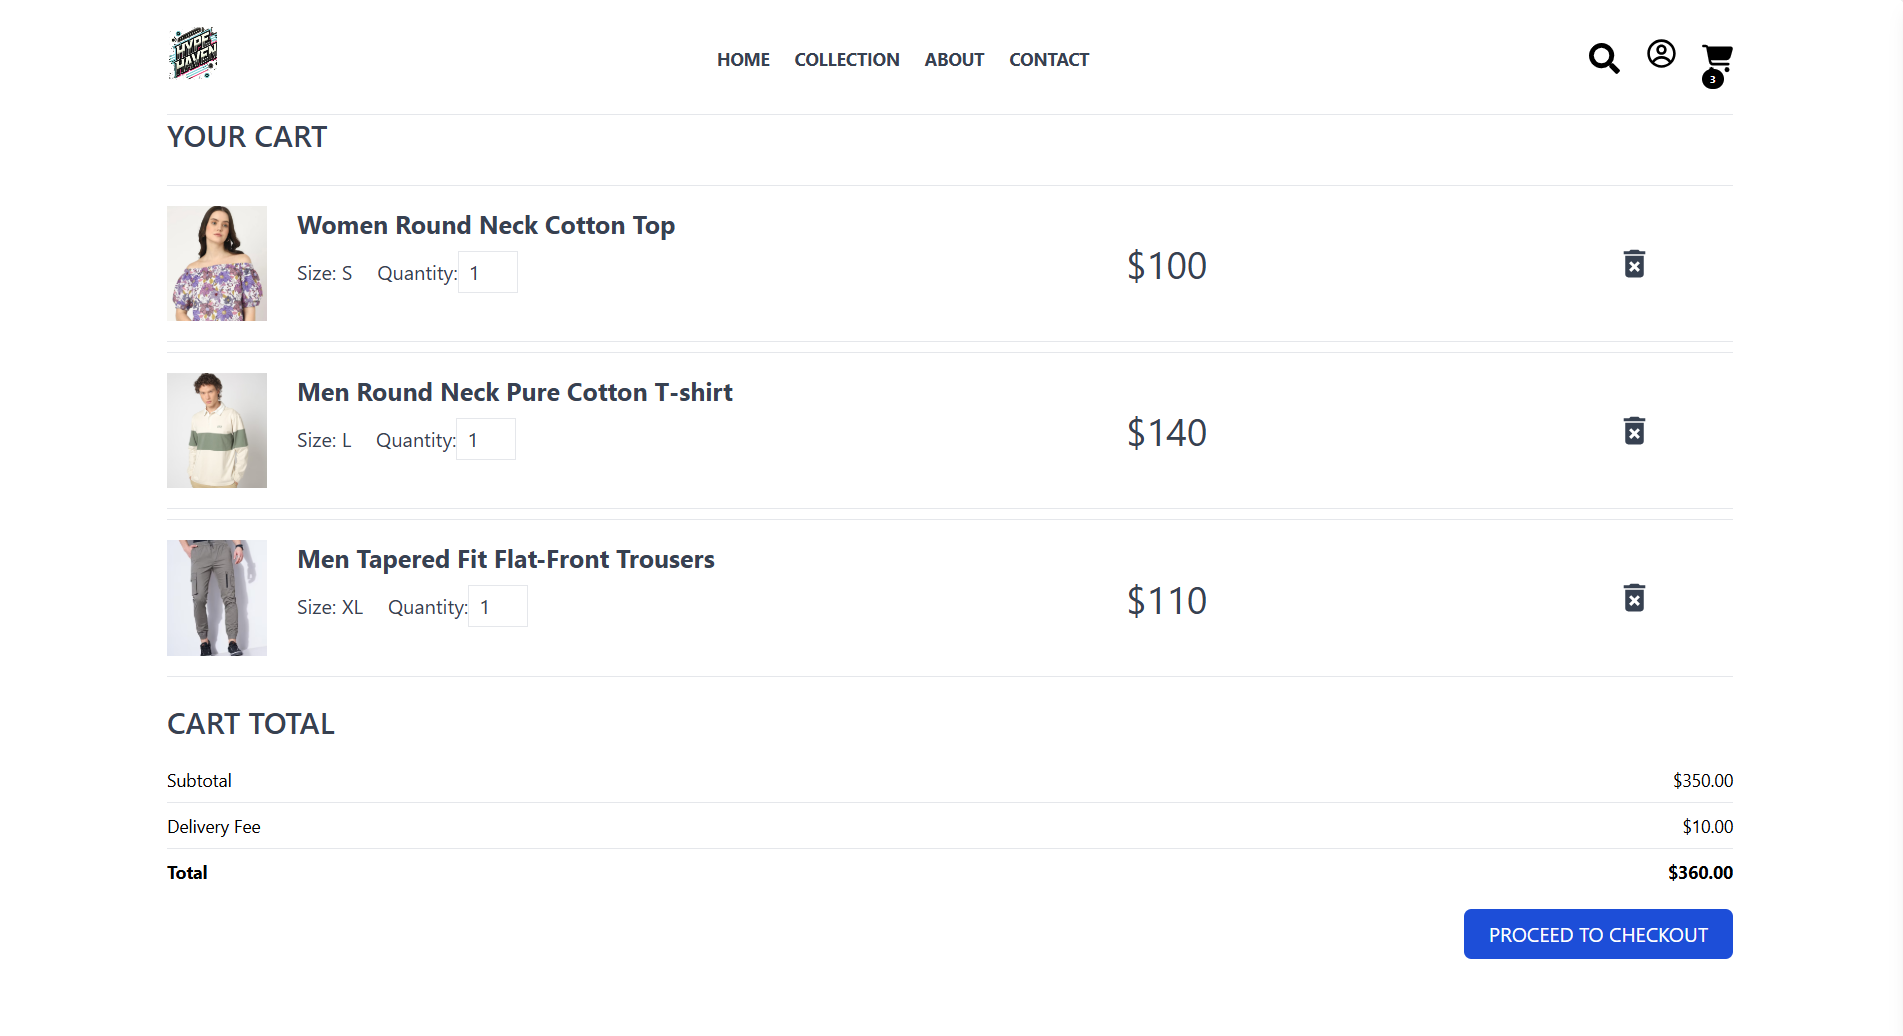 HYPE
HAVEN
HOME COLLECTION ABOUT CONTACT
3
YOUR CART
Women Round Neck Cotton Top
Size: S Quantity: 1
$100
Men Round Neck Pure Cotton T-shirt
Size: L Quantity: 1
$140
Men Tapered Fit Flat-Front Trousers
Size: XL Quantity: 1
$110
CART TOTAL
Subtotal $350.00
Delivery Fee $10.00
Total $360.00
PROCEED TO CHECKOUT